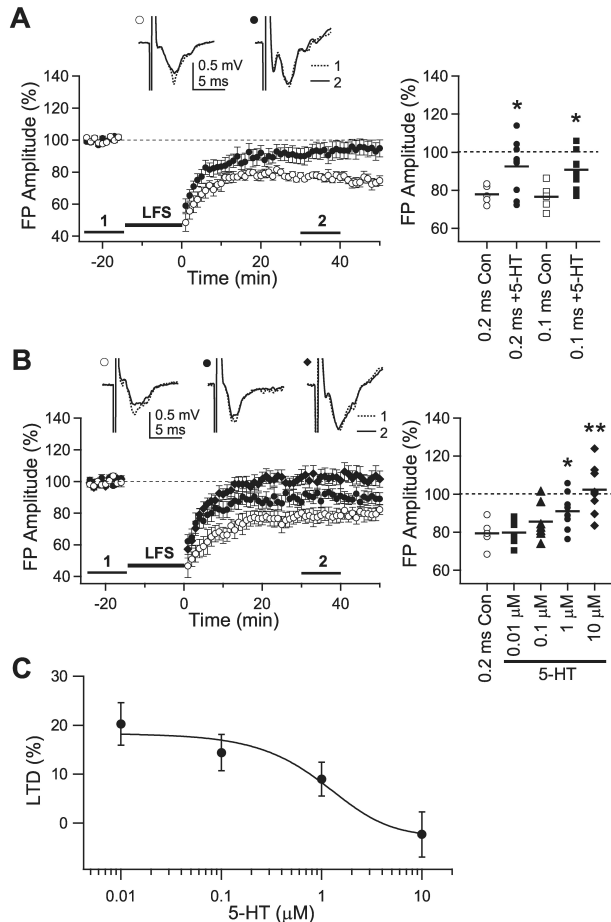 A
0.5 mV
5 ms
1
2
140
120
100
80
60
40
FP Amplitude (%)
1
LFS
2
-20
0
20
40
Time (min)
140
120
100
80
60
FP Amplitude (%)
*
*
0.2 ms Con
0.2 ms +5-HT
0.1 ms Con
0.1 ms +5-HT
B
0.5 mV
5 ms
1
2
140
120
100
80
60
40
FP Amplitude (%)
1
LFS
2
-20
0
20
40
Time (min)
140
120
100
80
60
FP Amplitude (%)
*
**
0.2 ms Con
0.01 µM
0.1 µM
1 µM
10 µM
5-HT
C
30
20
10
0
LTD (%)
0.01
0.1
1
10
5-HT (µM)